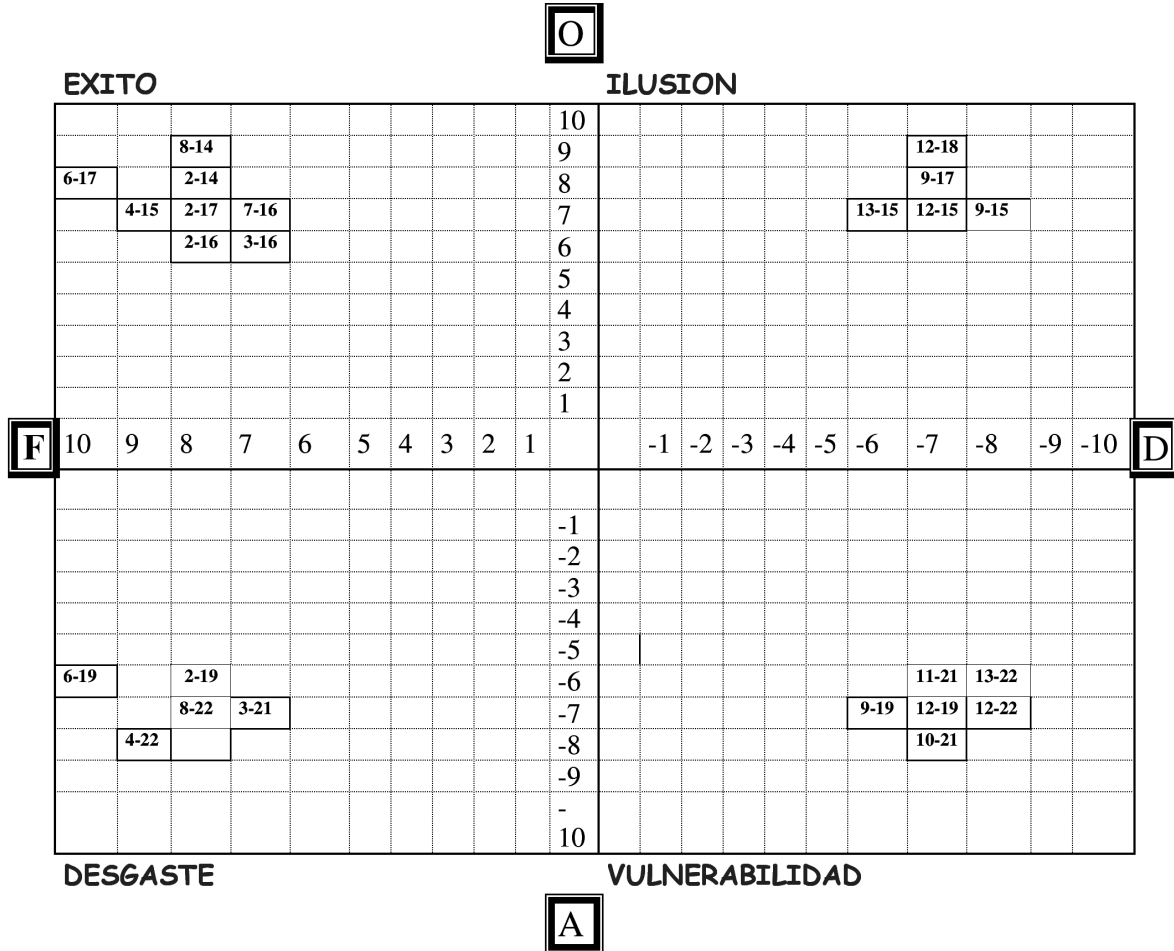 O
EXITO ILUSION
10
8-14 9 12-18
6-17 2-14 8 9-17
4-15 2-17 7-16 7 13-15 12-15 9-15
2-16 3-16 6
5
4
3
2
1
F 10 9 8 7 6 5 4 3 2 1 -1 -2 -3 -4 -5 -6 -7 -8 -9 -10 D
-1
-2
-3
-4
-5
6-19 2-19 -6 11-21 13-22
8-22 3-21 -7 9-19 12-19 12-22
4-22 -8 10-21
-9
-
10
DESGASTE VULNERABILIDAD
A